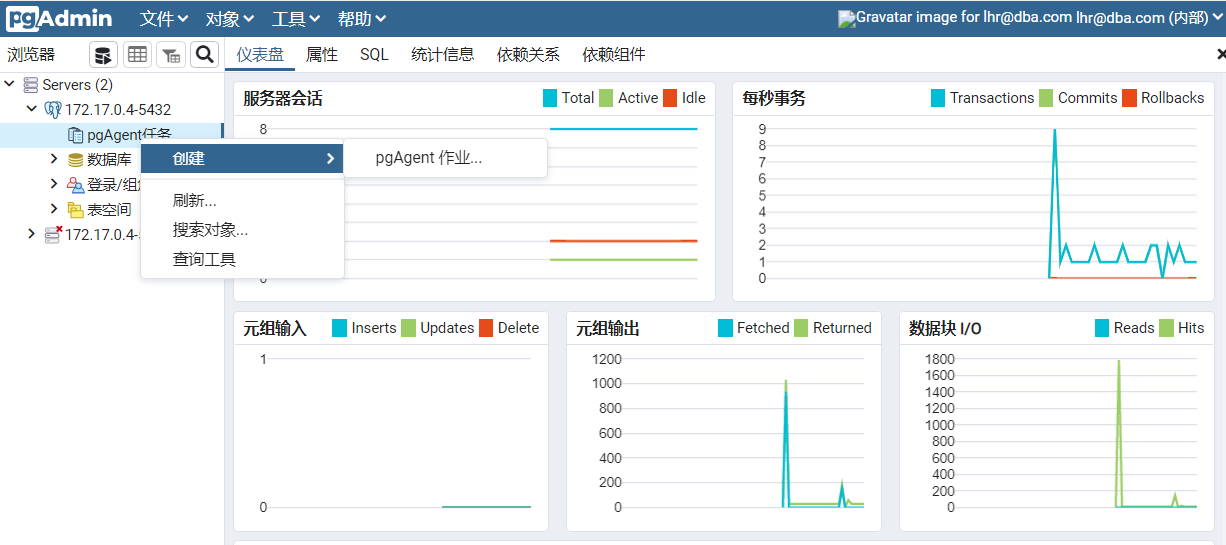 pgAdmin 文件 对象 工具 帮助 Gravatar image for lhr@dba.com lhr@dba.com (内部)
浏览器 仪表盘 属性 SQL 统计信息 依赖关系 依赖组件
Servers (2)
172.17.0.4-5432
pgAgent任务
数据库
登录/组
表空间
172.17.0.4-
创建
刷新...
搜索对象...
查询工具
pgAgent 作业...
服务器会话 Total Active Idle
8
0
每秒事务 Transactions Commits Rollbacks
9
8
7
6
5
4
3
2
1
0
元组输入 Inserts Updates Delete
1
0
元组输出 Fetched Returned
1200
1000
800
600
400
200
0
数据块 I/O Reads Hits
1800
1600
1400
1200
1000
800
600
400
200
0